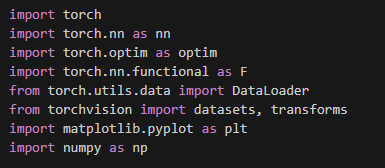 import torch
import torch.nn as nn
import torch.optim as optim
import torch.nn.functional as F
from torch.utils.data import DataLoader
from torchvision import datasets, transforms
import matplotlib.pyplot as plt
import numpy as np